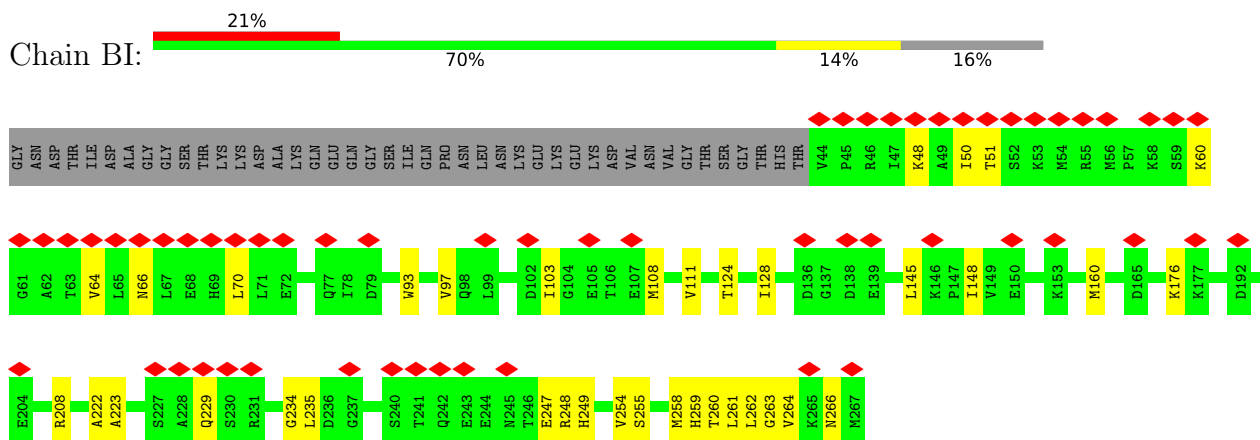 21%
Chain BI:
70% 14% 16%
GLY ASN ASP THR ILE ASP ALA GLY GLY SER THR LYS LYS ASP ALA LYS GLN GLU GLN GLY SER ILE GLN PRO ASN LEU ASN LYS GLU LYS GLU LYS ASP VAL ASN VAL GLY THR SER GLY THR HIS THR V44 P45 R46 I47 K48 A49 I50 T51 S52 K53 M54 R55 M56 P57 K58 S59 K60
G61 A62 T63 V64 L65 N66 L67 E68 H69 L70 L71 E72 Q77 I78 D79 W93 V97 Q98 L99 D102 I103 G104 E105 T106 E107 M108 V111 T124 I128 D136 G137 D138 E139 L145 K146 P147 I148 V149 E150 K153 M160 D165 K176 K177 D192
E204 R208 A222 A223 S227 A228 Q229 S230 R231 G234 L235 D236 G237 S240 T241 Q242 E243 E244 N245 T246 E247 R248 H249 V254 S255 M258 H259 T260 L261 L262 G263 V264 K265 N266 M267